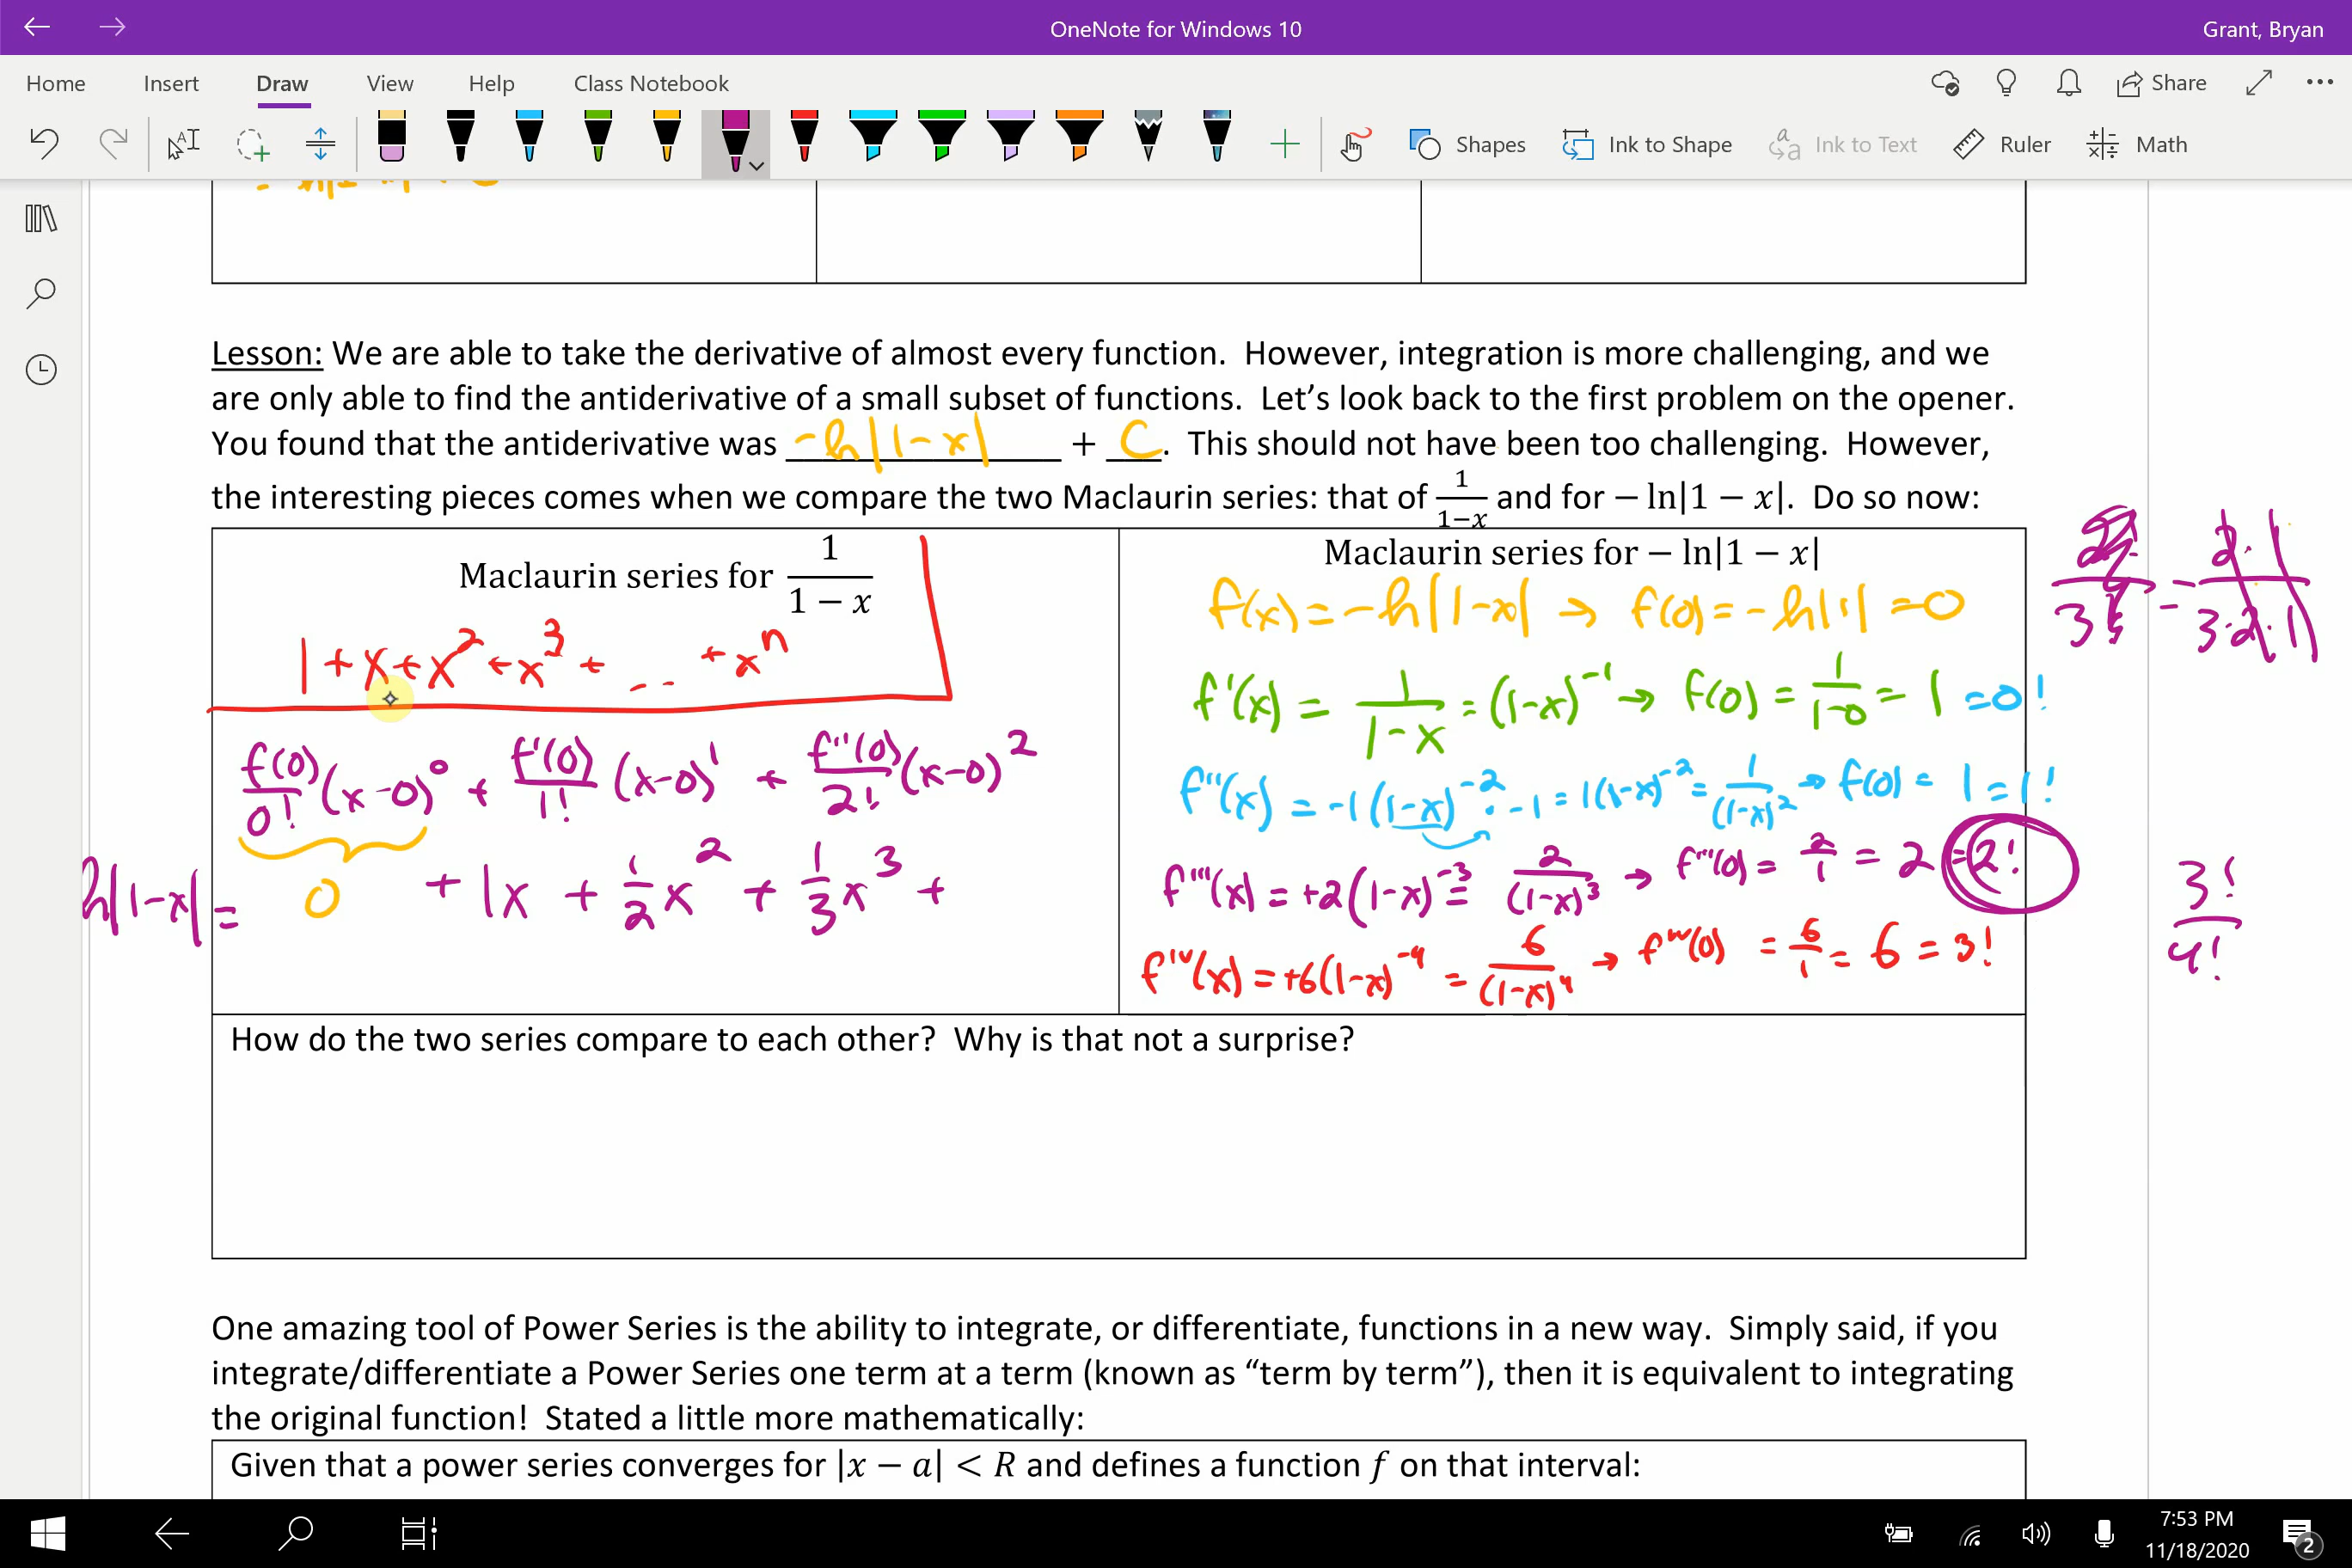 OneNote for Windows 10
Grant, Bryan
Home Insert Draw View Help Class Notebook Share
Shapes Ink to Shape Ink to Text Ruler Math
Lesson: We are able to take the derivative of almost every function. However, integration is more challenging, and we
are only able to find the antiderivative of a small subset of functions. Let’s look back to the first problem on the opener.
You found that the antiderivative was -ln|1-x| + C. This should not have been too challenging. However,
the interesting pieces comes when we compare the two Maclaurin series: that of 1/(1−x) and for − ln|1 − x|. Do so now:
Maclaurin series for 1/(1 − x)
1 + x + x^2 + x^3 + ... + x^n
f(0)/0! (x-0)^0 + f'(0)/1! (x-0)^1 + f''(0)/2! (x-0)^2
ln|1-x| = 0 + 1x + 1/2 x^2 + 1/3 x^3 +
Maclaurin series for − ln|1 − x|
f(x) = -ln|1-x| → f(0) = -ln|1| = 0
f'(x) = 1/(1-x) = (1-x)^-1 → f(0) = 1/(1-0) = 1 = 0!
f''(x) = -1(1-x)^-2 · -1 = 1(1-x)^-2 = 1/(1-x)^2 → f(0) = 1 = 1!
f'''(x) = +2(1-x)^-3 = 2/(1-x)^3 → f'''(0) = 2/1 = 2 = 2!
f^IV(x) = +6(1-x)^-4 = 6/(1-x)^4 → f^IV(0) = 6/1 = 6 = 3!
= 2·1/3·2·1
3!/4!
How do the two series compare to each other? Why is that not a surprise?
One amazing tool of Power Series is the ability to integrate, or differentiate, functions in a new way. Simply said, if you
integrate/differentiate a Power Series one term at a term (known as “term by term”), then it is equivalent to integrating
the original function! Stated a little more mathematically:
Given that a power series converges for |x − a| < R and defines a function f on that interval:
7:53 PM
11/18/2020
2